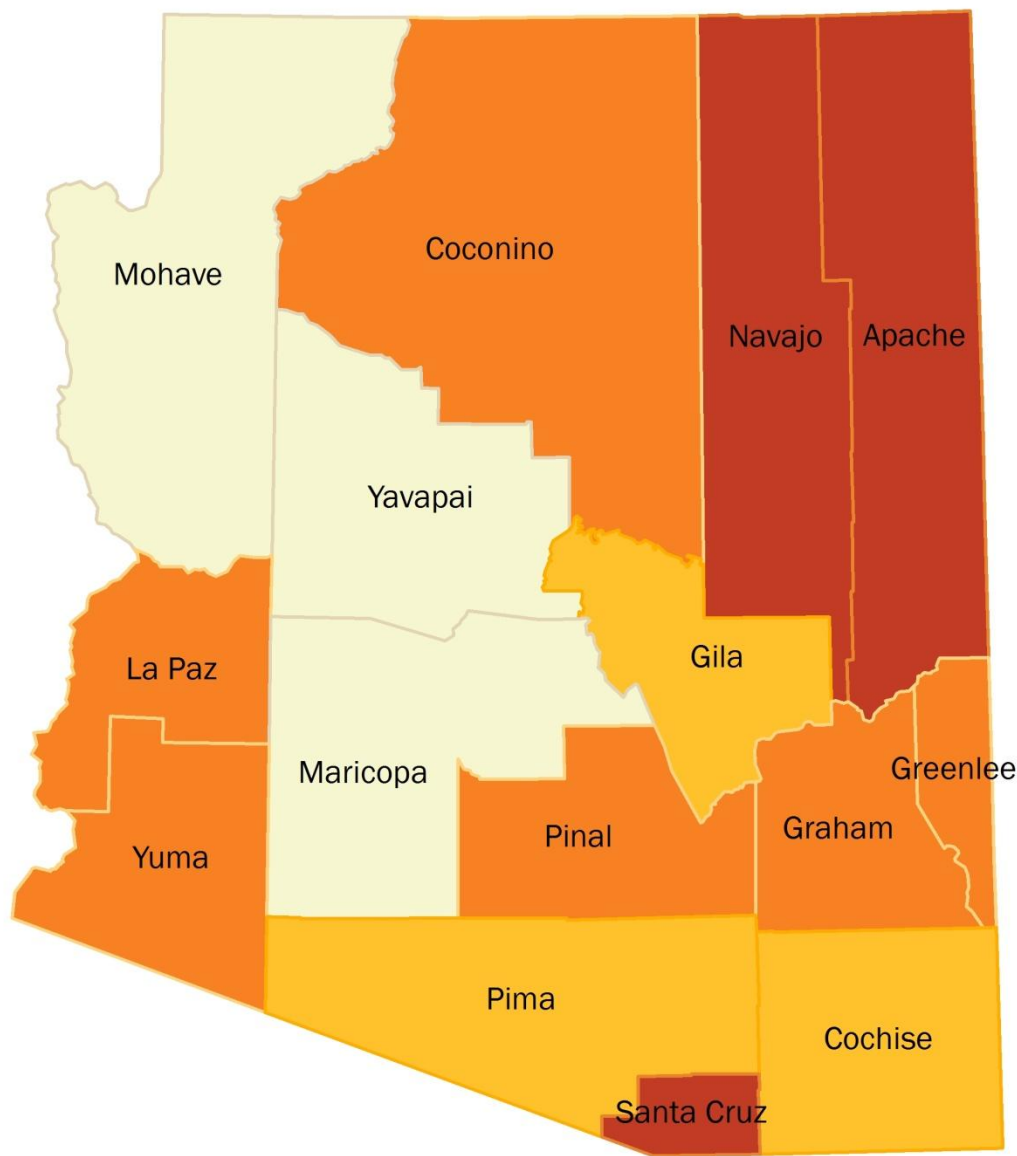 Coconino
Mohave
Navajo
Apache
Yavapai
Gila
La Paz
Greenlee
Maricopa
Graham
Pinal
Yuma
Pima
Cochise
Santa Cruz